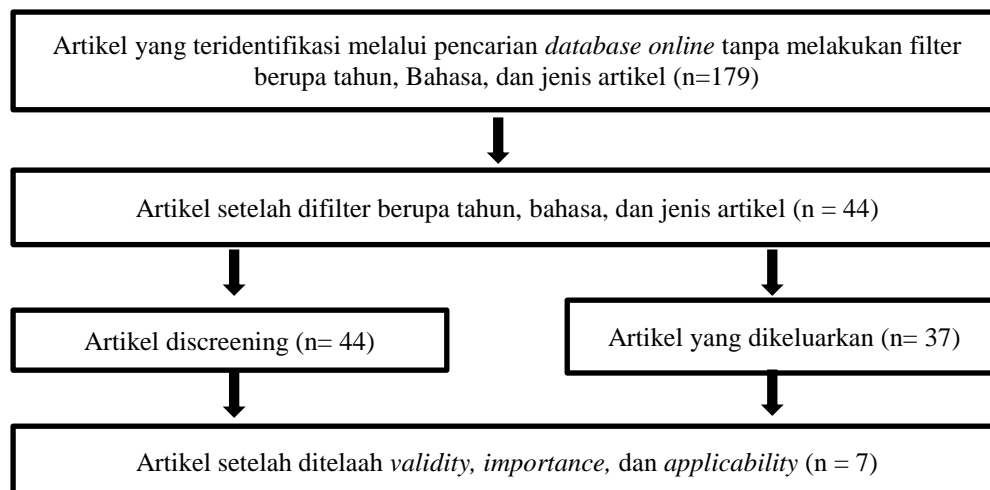 Artikel yang teridentifikasi melalui pencarian database online tanpa melakukan filter
berupa tahun, Bahasa, dan jenis artikel (n=179)
Artikel setelah difilter berupa tahun, bahasa, dan jenis artikel (n = 44)
Artikel discreening (n= 44)
Artikel yang dikeluarkan (n= 37)
Artikel setelah ditelaah validity, importance, dan applicability (n = 7)